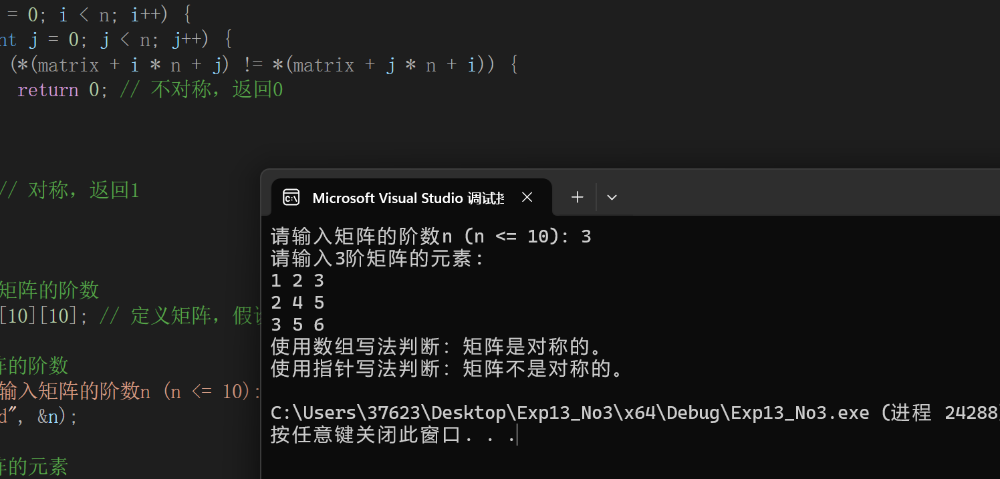 = 0; i < n; i++) {
nt j = 0; j < n; j++) {
(*(matrix + i * n + j) != *(matrix + j * n + i)) {
return 0; // 不对称，返回0
// 对称，返回1
矩阵的阶数
[10][10]; // 定义矩阵，假
阵的阶数
输入矩阵的阶数n (n <= 10):
d", &n);
阵的元素
Microsoft Visual Studio 调试
请输入矩阵的阶数n (n <= 10): 3
请输入3阶矩阵的元素:
1 2 3
2 4 5
3 5 6
使用数组写法判断: 矩阵是对称的。
使用指针写法判断: 矩阵不是对称的。
C:\Users\37623\Desktop\Exp13_No3\x64\Debug\Exp13_No3.exe (进程 24288)
按任意键关闭此窗口. . .